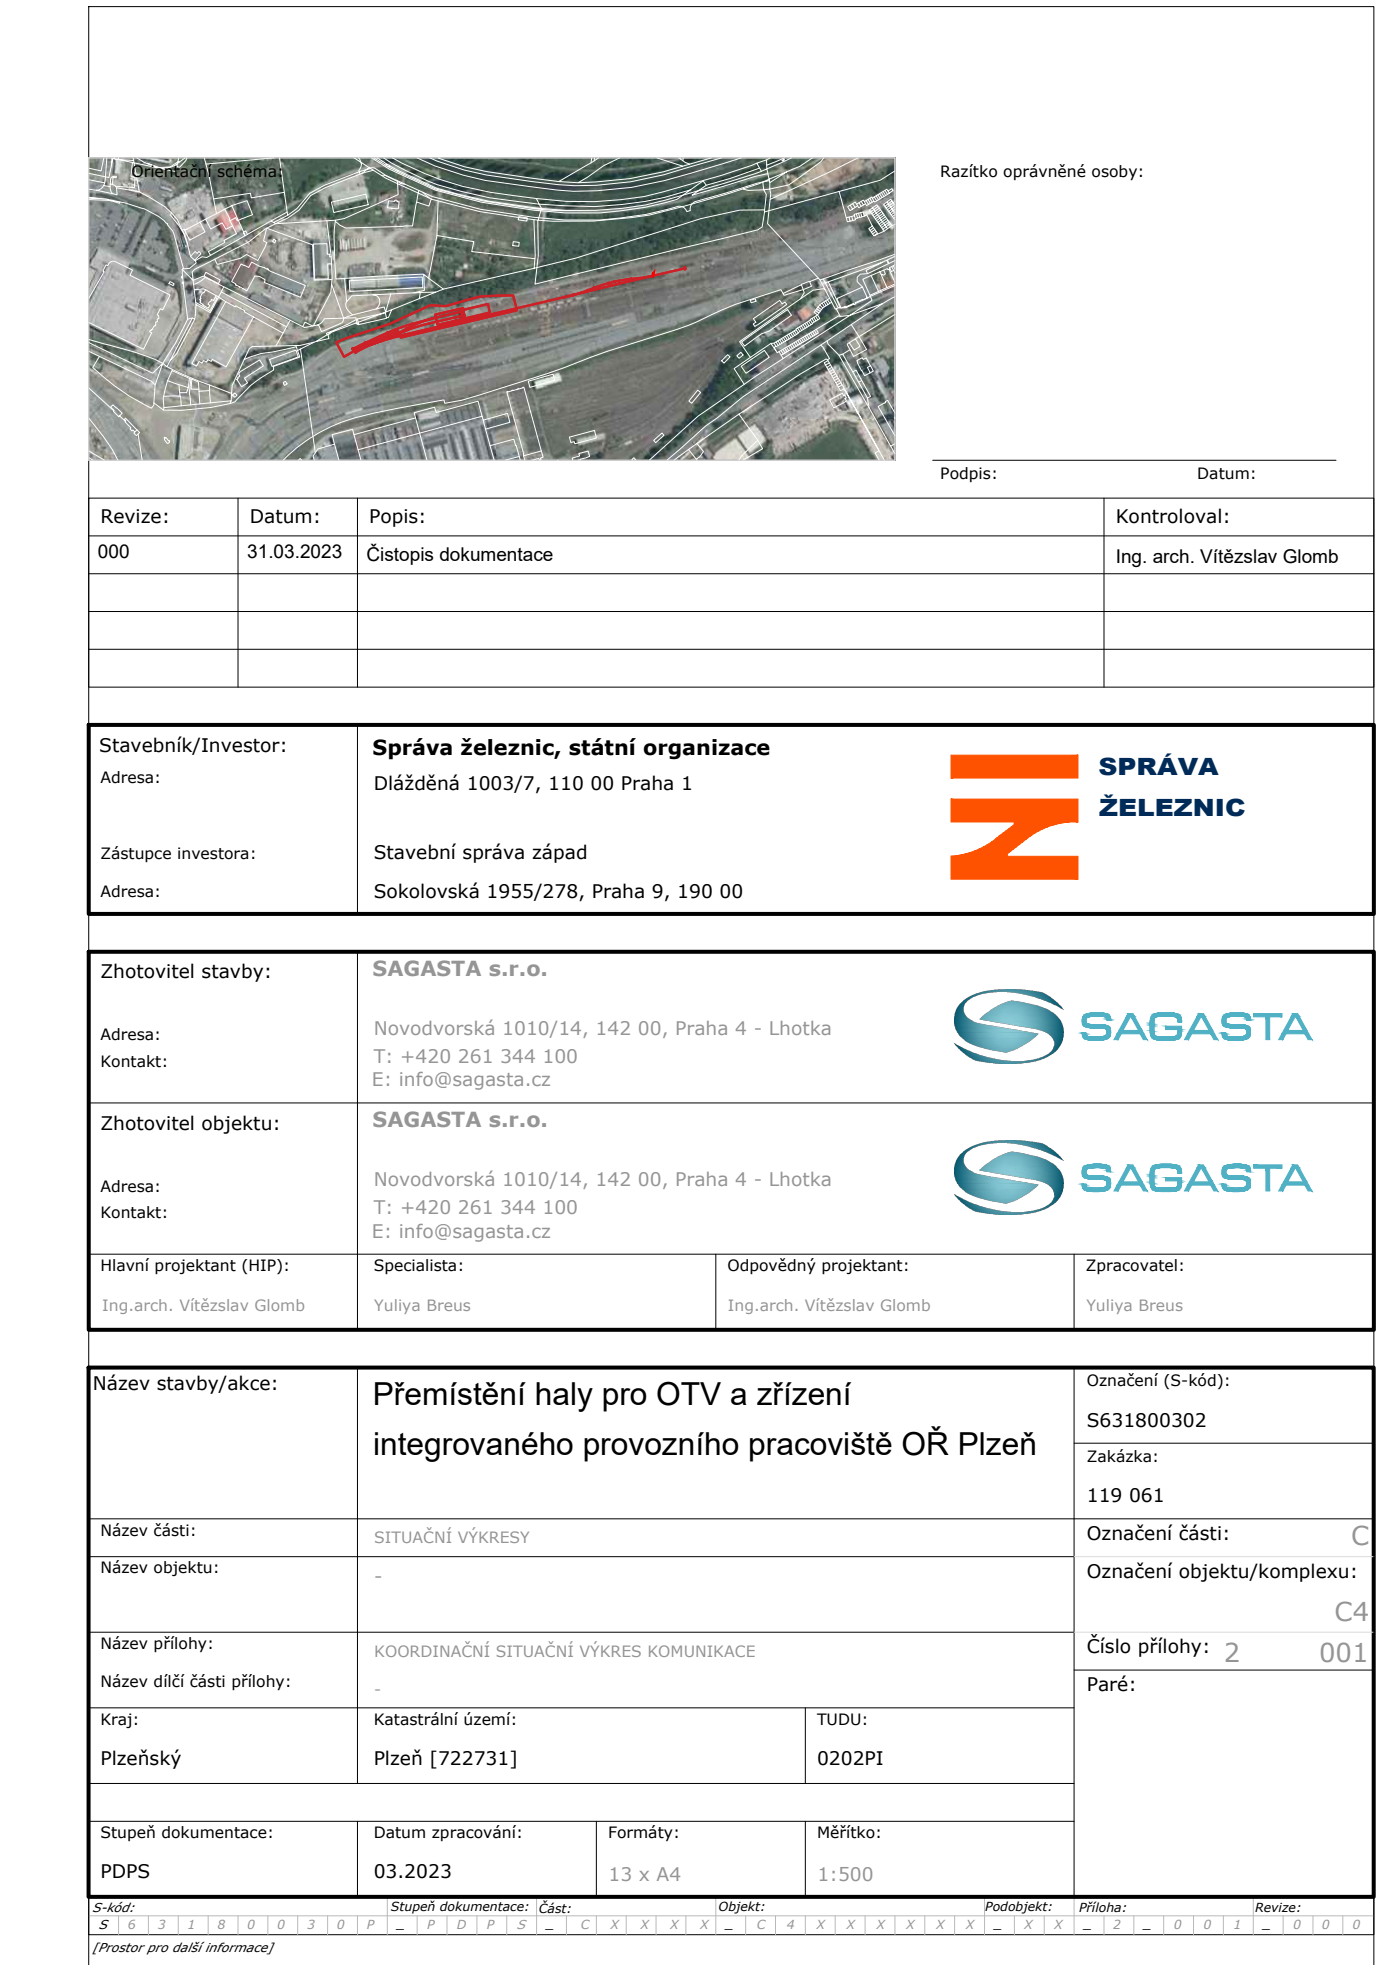 Orientační schéma:
Razítko oprávněné osoby:
Podpis: Datum:
Revize: Datum: Popis: Kontroloval:
000 31.03.2023 Čistopis dokumentace Ing. arch. Vítězslav Glomb
Stavebník/Investor: Správa železnic, státní organizace
Adresa: Dlážděná 1003/7, 110 00 Praha 1
SPRÁVA
ŽELEZNIC
Zástupce investora: Stavební správa západ
Adresa: Sokolovská 1955/278, Praha 9, 190 00
Zhotovitel stavby: SAGASTA s.r.o.
Adresa: Novodvorská 1010/14, 142 00, Praha 4 - Lhotka
Kontakt: T: +420 261 344 100
E: info@sagasta.cz
SAGASTA
Zhotovitel objektu: SAGASTA s.r.o.
Adresa: Novodvorská 1010/14, 142 00, Praha 4 - Lhotka
Kontakt: T: +420 261 344 100
E: info@sagasta.cz
SAGASTA
Hlavní projektant (HIP): Specialista: Odpovědný projektant: Zpracovatel:
Ing.arch. Vítězslav Glomb Yuliya Breus Ing.arch. Vítězslav Glomb Yuliya Breus
Název stavby/akce: Přemístění haly pro OTV a zřízení
integrovaného provozního pracoviště OŘ Plzeň
Označení (S-kód):
S631800302
Zakázka:
119 061
Název části: SITUAČNÍ VÝKRESY Označení části: C
Název objektu: - Označení objektu/komplexu:
C4
Název přílohy: KOORDINAČNÍ SITUAČNÍ VÝKRES KOMUNIKACE Číslo přílohy: 2 001
Název dílčí části přílohy: - Paré:
Kraj: Katastrální území: TUDU:
Plzeňský Plzeň [722731] 0202PI
Stupeň dokumentace: Datum zpracování: Formáty: Měřítko:
PDPS 03.2023 13 x A4 1:500
S-kód: Stupeň dokumentace: Část: Objekt: Podobjekt: Příloha: Revize:
S 6 3 1 8 0 0 3 0 P _ P D P S _ C X X X X _ C 4 X X X X X X _ X X _ 2 _ 0 0 1 _ 0 0 0
[Prostor pro další informace]